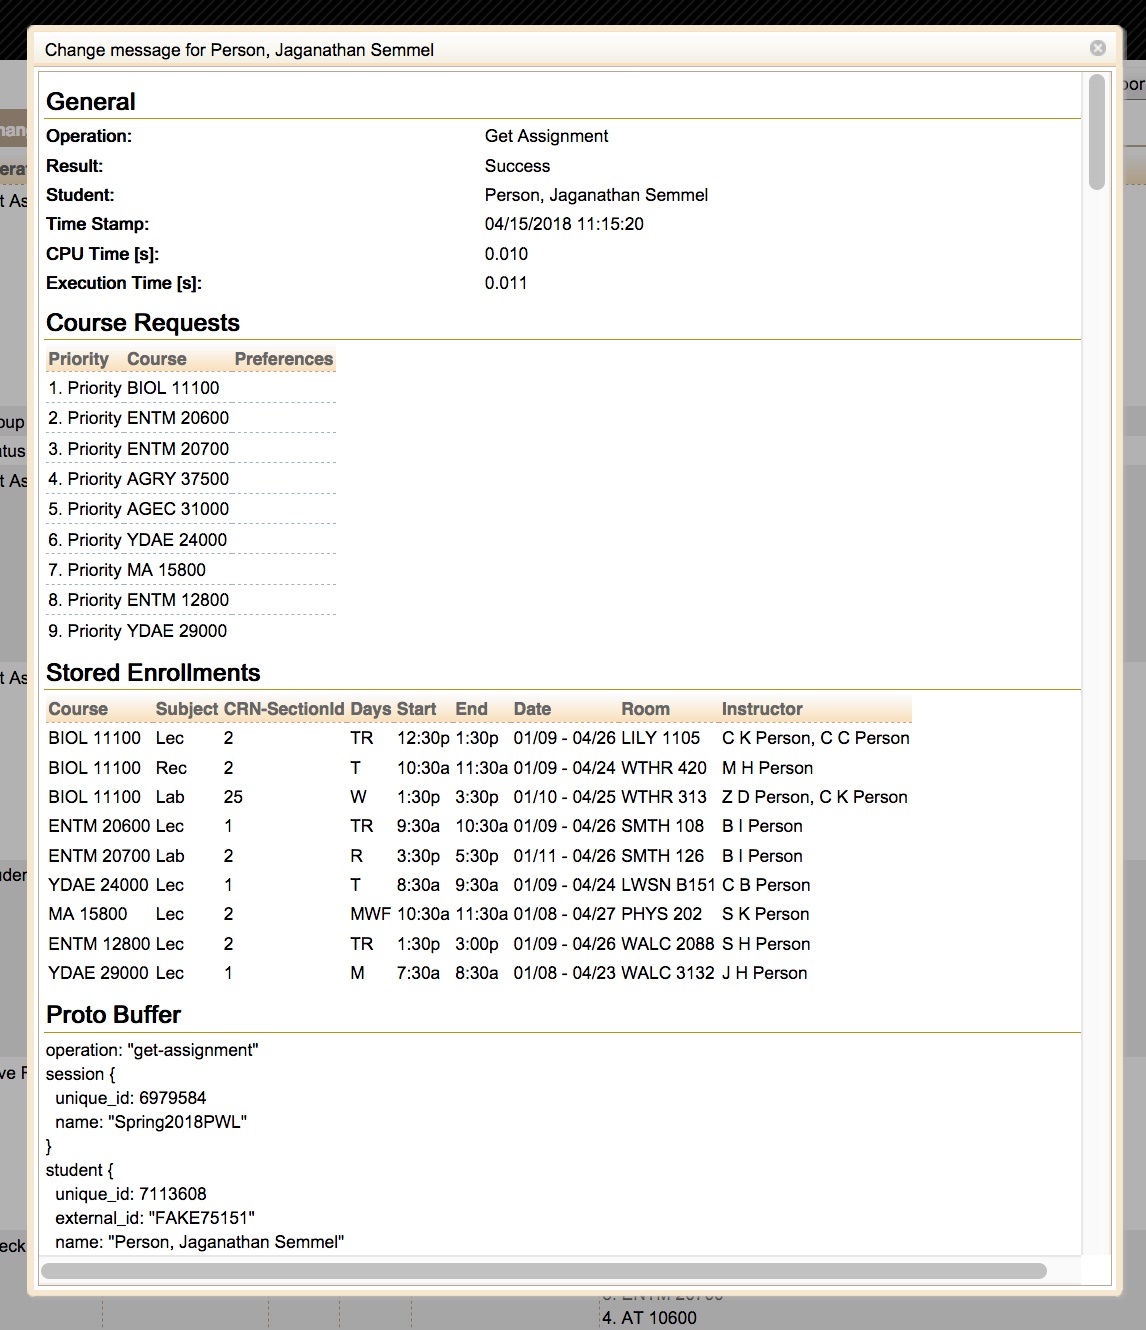 Change message for Person, Jaganathan Semmel
General
Operation: Get Assignment
Result: Success
Student: Person, Jaganathan Semmel
Time Stamp: 04/15/2018 11:15:20
CPU Time [s]: 0.010
Execution Time [s]: 0.011
Course Requests
Priority Course Preferences
1. Priority BIOL 11100
2. Priority ENTM 20600
3. Priority ENTM 20700
4. Priority AGRY 37500
5. Priority AGEC 31000
6. Priority YDAE 24000
7. Priority MA 15800
8. Priority ENTM 12800
9. Priority YDAE 29000
Stored Enrollments
Course Subject CRN-SectionId Days Start End Date Room Instructor
BIOL 11100 Lec 2 TR 12:30p 1:30p 01/09 - 04/26 LILY 1105 C K Person, C C Person
BIOL 11100 Rec 2 T 10:30a 11:30a 01/09 - 04/24 WTHR 420 M H Person
BIOL 11100 Lab 25 W 1:30p 3:30p 01/10 - 04/25 WTHR 313 Z D Person, C K Person
ENTM 20600 Lec 1 TR 9:30a 10:30a 01/09 - 04/26 SMTH 108 B I Person
ENTM 20700 Lab 2 R 3:30p 5:30p 01/11 - 04/26 SMTH 126 B I Person
YDAE 24000 Lec 1 T 8:30a 9:30a 01/09 - 04/24 LWSN B151 C B Person
MA 15800 Lec 2 MWF 10:30a 11:30a 01/08 - 04/27 PHYS 202 S K Person
ENTM 12800 Lec 2 TR 1:30p 3:00p 01/09 - 04/26 WALC 2088 S H Person
YDAE 29000 Lec 1 M 7:30a 8:30a 01/08 - 04/23 WALC 3132 J H Person
Proto Buffer
operation: "get-assignment"
session {
unique_id: 6979584
name: "Spring2018PWL"
}
student {
unique_id: 7113608
external_id: "FAKE75151"
name: "Person, Jaganathan Semmel"
4. AT 10600